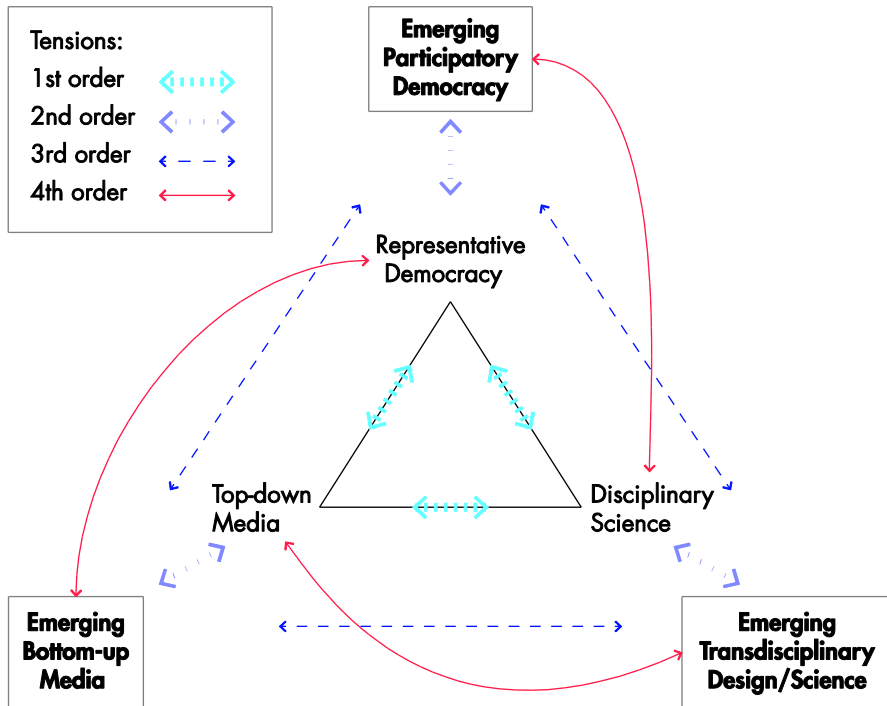 Tensions:
1st order
2nd order
3rd order
4th order
Emerging
Participatory
Democracy
Representative
Democracy
Top-down
Media
Disciplinary
Science
Emerging
Bottom-up
Media
Emerging
Transdisciplinary
Design/Science